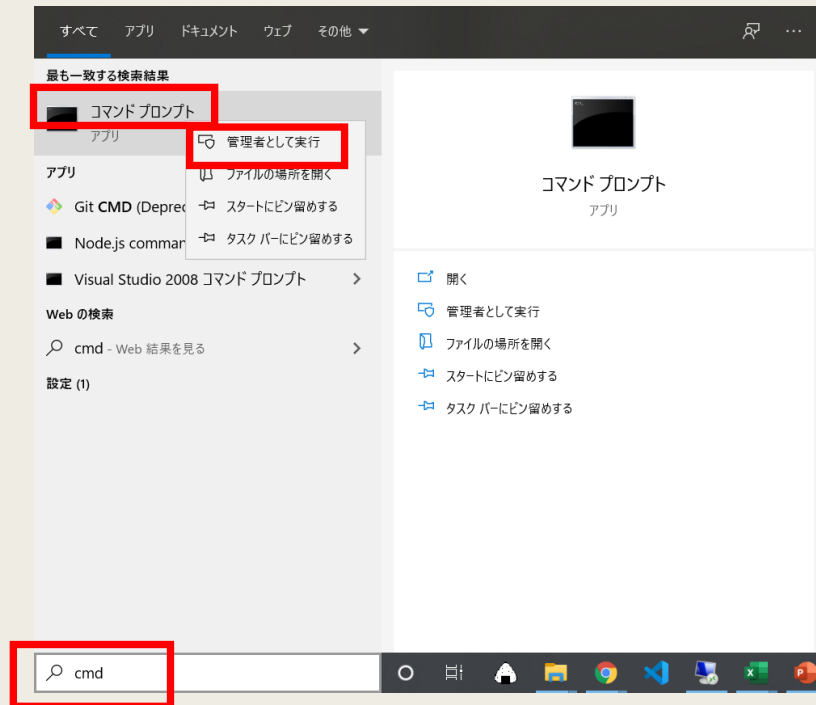 すべて アプリ ドキュメント ウェブ その他
最も一致する検索結果
コマンド プロンプト
アプリ
管理者として実行
ファイルの場所を開く
スタートにピン留めする
タスク バーにピン留めする
アプリ
Git CMD (Deprec
Node.js comman
Visual Studio 2008 コマンド プロンプト
Web の検索
cmd - Web 結果を見る
設定 (1)
コマンド プロンプト
アプリ
開く
管理者として実行
ファイルの場所を開く
スタートにピン留めする
タスク バーにピン留めする
cmd